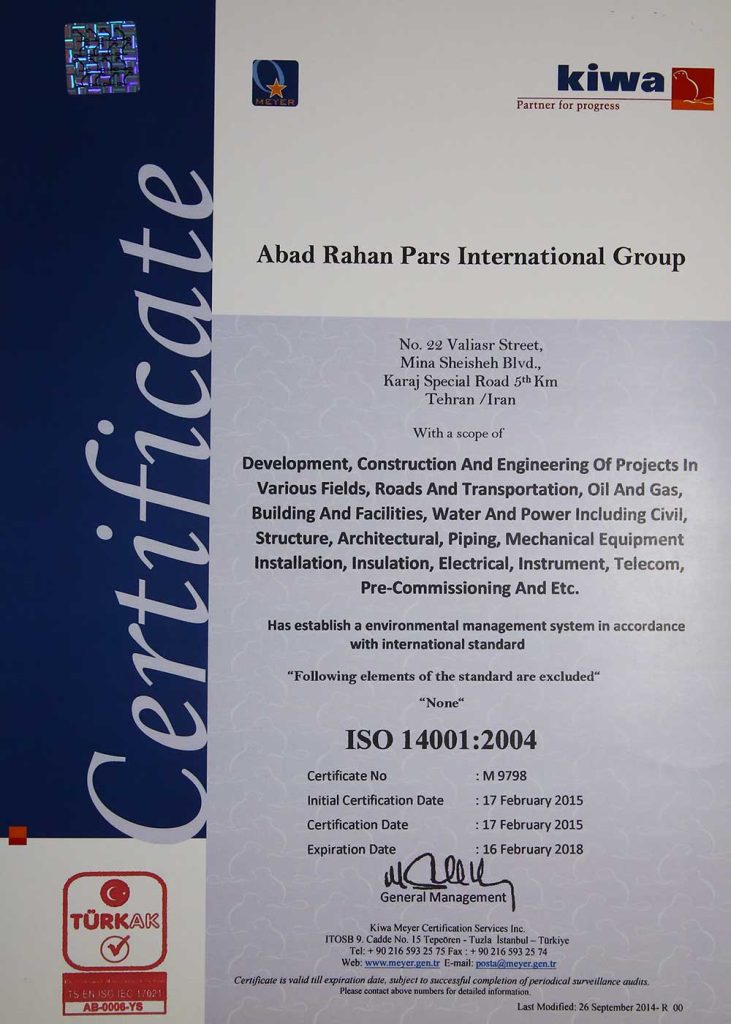 MEYER
kiwa
Partner for progress
Certificate
Abad Rahan Pars International Group
No. 22 Valiasr Street,
Mina Sheisheh Blvd.,
Karaj Special Road 5th Km
Tehran /Iran
With a scope of
Development, Construction And Engineering Of Projects In
Various Fields, Roads And Transportation, Oil And Gas,
Building And Facilities, Water And Power Including Civil,
Structure, Architectural, Piping, Mechanical Equipment
Installation, Insulation, Electrical, Instrument, Telecom,
Pre-Commissioning And Etc.
Has establish a environmental management system in accordance
with international standard
"Following elements of the standard are excluded"
"None"
ISO 14001:2004
Certificate No : M 9798
Initial Certification Date : 17 February 2015
Certification Date : 17 February 2015
Expiration Date : 16 February 2018
General Management
TÜRKAK
TS EN ISO IEC 17021
AB-0006-YS
Kiwa Meyer Certification Services Inc.
ITOSB 9. Cadde No. 15 Tepeören - Tuzla İstanbul – Türkiye
Tel: + 90 216 593 25 75 Fax : + 90 216 593 25 74
Web: www.meyer.gen.tr E-mail: posta@meyer.gen.tr
Certificate is valid till expiration date, subject to successful completion of periodical surveillance audits.
Please contact above numbers for detailed information.
Last Modified: 26 September 2014- R 00